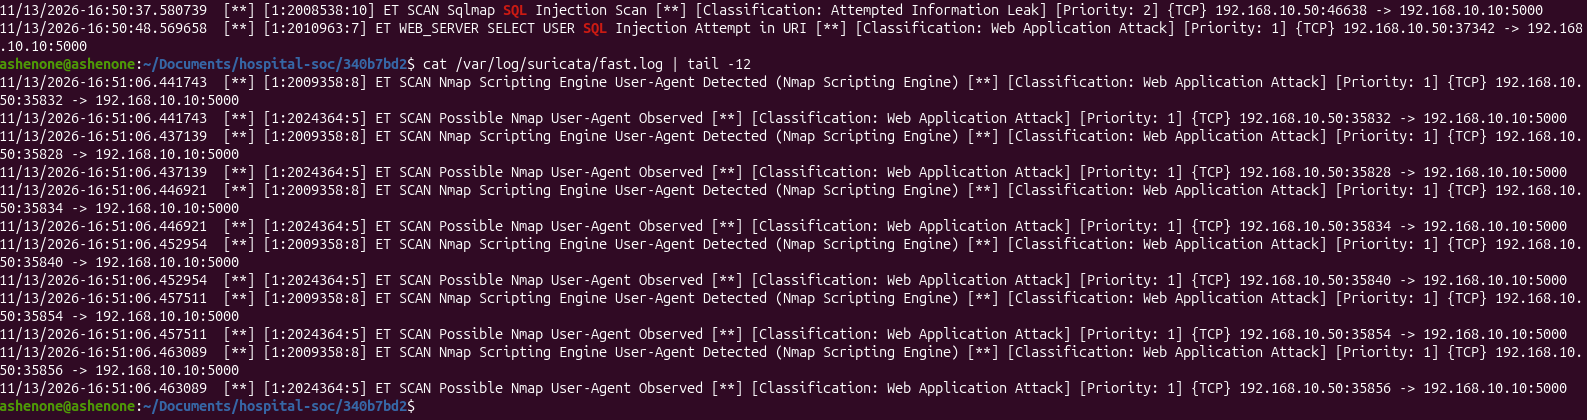 11/13/2026-16:50:37.580739  [**] [1:2008538:10] ET SCAN Sqlmap SQL Injection Scan [**] [Classification: Attempted Information Leak] [Priority: 2] {TCP} 192.168.10.50:46638 -> 192.168.10.10:5000
11/13/2026-16:50:48.569658  [**] [1:2010963:7] ET WEB_SERVER SELECT USER SQL Injection Attempt in URI [**] [Classification: Web Application Attack] [Priority: 1] {TCP} 192.168.10.50:37342 -> 192.168
.10.10:5000
ashenone@ashenone:~/Documents/hospital-soc/340b7bd2$ cat /var/log/suricata/fast.log | tail -12
11/13/2026-16:51:06.441743  [**] [1:2009358:8] ET SCAN Nmap Scripting Engine User-Agent Detected (Nmap Scripting Engine) [**] [Classification: Web Application Attack] [Priority: 1] {TCP} 192.168.10.
50:35832 -> 192.168.10.10:5000
11/13/2026-16:51:06.441743  [**] [1:2024364:5] ET SCAN Possible Nmap User-Agent Observed [**] [Classification: Web Application Attack] [Priority: 1] {TCP} 192.168.10.50:35832 -> 192.168.10.10:5000
11/13/2026-16:51:06.437139  [**] [1:2009358:8] ET SCAN Nmap Scripting Engine User-Agent Detected (Nmap Scripting Engine) [**] [Classification: Web Application Attack] [Priority: 1] {TCP} 192.168.10.
50:35828 -> 192.168.10.10:5000
11/13/2026-16:51:06.437139  [**] [1:2024364:5] ET SCAN Possible Nmap User-Agent Observed [**] [Classification: Web Application Attack] [Priority: 1] {TCP} 192.168.10.50:35828 -> 192.168.10.10:5000
11/13/2026-16:51:06.446921  [**] [1:2009358:8] ET SCAN Nmap Scripting Engine User-Agent Detected (Nmap Scripting Engine) [**] [Classification: Web Application Attack] [Priority: 1] {TCP} 192.168.10.
50:35834 -> 192.168.10.10:5000
11/13/2026-16:51:06.446921  [**] [1:2024364:5] ET SCAN Possible Nmap User-Agent Observed [**] [Classification: Web Application Attack] [Priority: 1] {TCP} 192.168.10.50:35834 -> 192.168.10.10:5000
11/13/2026-16:51:06.452954  [**] [1:2009358:8] ET SCAN Nmap Scripting Engine User-Agent Detected (Nmap Scripting Engine) [**] [Classification: Web Application Attack] [Priority: 1] {TCP} 192.168.10.
50:35840 -> 192.168.10.10:5000
11/13/2026-16:51:06.452954  [**] [1:2024364:5] ET SCAN Possible Nmap User-Agent Observed [**] [Classification: Web Application Attack] [Priority: 1] {TCP} 192.168.10.50:35840 -> 192.168.10.10:5000
11/13/2026-16:51:06.457511  [**] [1:2009358:8] ET SCAN Nmap Scripting Engine User-Agent Detected (Nmap Scripting Engine) [**] [Classification: Web Application Attack] [Priority: 1] {TCP} 192.168.10.
50:35854 -> 192.168.10.10:5000
11/13/2026-16:51:06.457511  [**] [1:2024364:5] ET SCAN Possible Nmap User-Agent Observed [**] [Classification: Web Application Attack] [Priority: 1] {TCP} 192.168.10.50:35854 -> 192.168.10.10:5000
11/13/2026-16:51:06.463089  [**] [1:2009358:8] ET SCAN Nmap Scripting Engine User-Agent Detected (Nmap Scripting Engine) [**] [Classification: Web Application Attack] [Priority: 1] {TCP} 192.168.10.
50:35856 -> 192.168.10.10:5000
11/13/2026-16:51:06.463089  [**] [1:2024364:5] ET SCAN Possible Nmap User-Agent Observed [**] [Classification: Web Application Attack] [Priority: 1] {TCP} 192.168.10.50:35856 -> 192.168.10.10:5000
ashenone@ashenone:~/Documents/hospital-soc/340b7bd2$